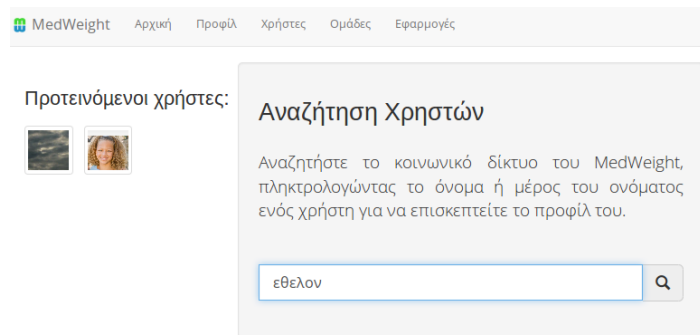 MedWeight Αρχική Προφίλ Χρήστες Ομάδες Εφαρμογές
Προτεινόμενοι χρήστες:
Αναζήτηση Χρηστών
Αναζητήστε το κοινωνικό δίκτυο του MedWeight,
πληκτρολογώντας το όνομα ή μέρος του ονόματος
ενός χρήστη για να επισκεπτείτε το προφίλ του.
εθελον